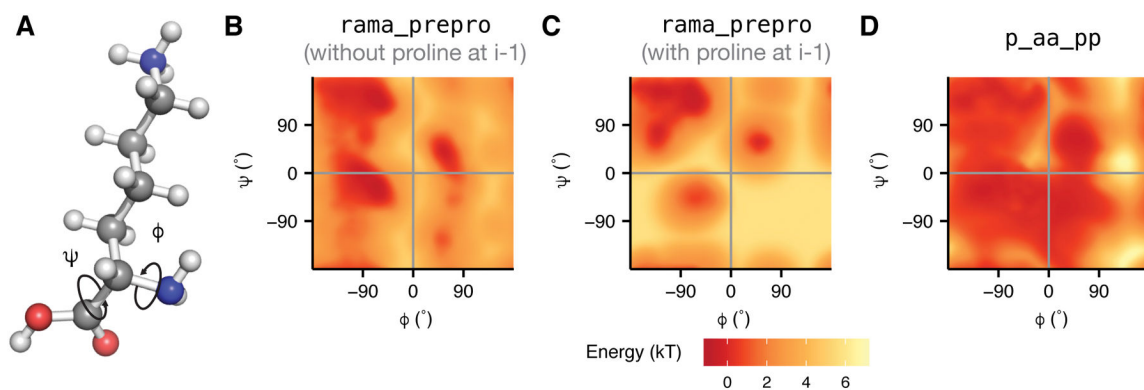 A
B
C
D
rama_prepro
(without proline at i-1)
rama_prepro
(with proline at i-1)
p_aa_pp
ϕ
ψ
90
0
−90
ψ (°)
−90 0 90
ϕ (°)
90
0
−90
ψ (°)
−90 0 90
ϕ (°)
90
0
−90
ψ (°)
−90 0 90
ϕ (°)
Energy (kT)
0 2 4 6